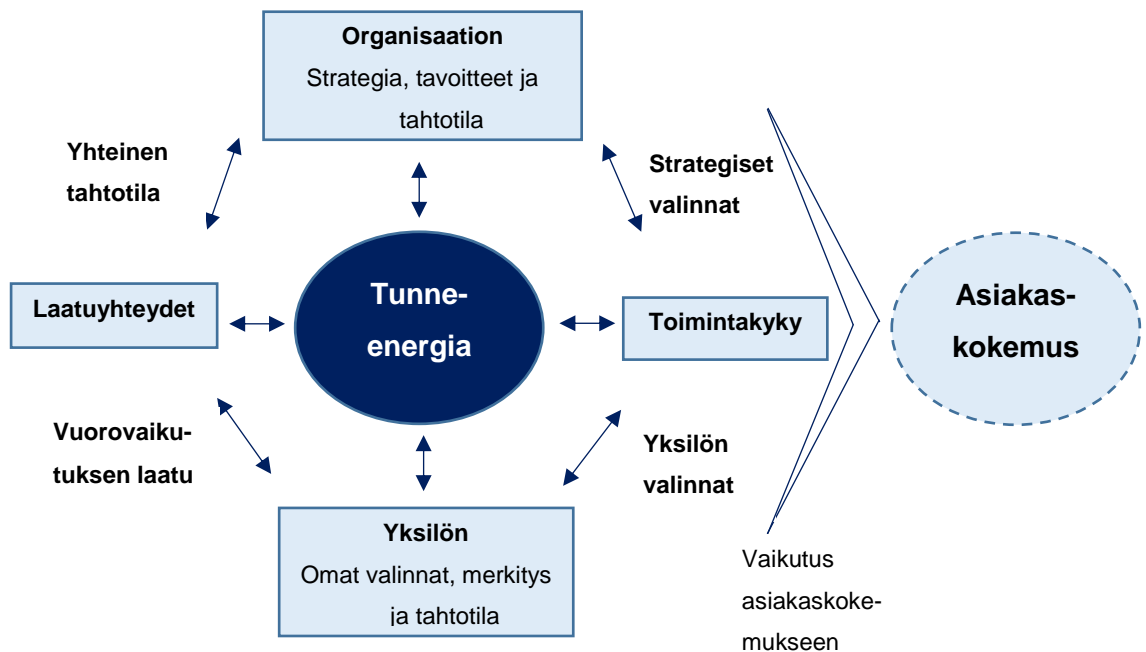 Organisaation
Strategia, tavoitteet ja
tahtotila
Yhteinen
tahtotila
Strategiset
valinnat
Laatuyhteydet
Tunne-
energia
Toimintakyky
Asiakas-
kokemus
Vuorovaiku-
tuksen laatu
Yksilön
valinnat
Yksilön
Omat valinnat, merkitys
ja tahtotila
Vaikutus
asiakaskoke-
mukseen